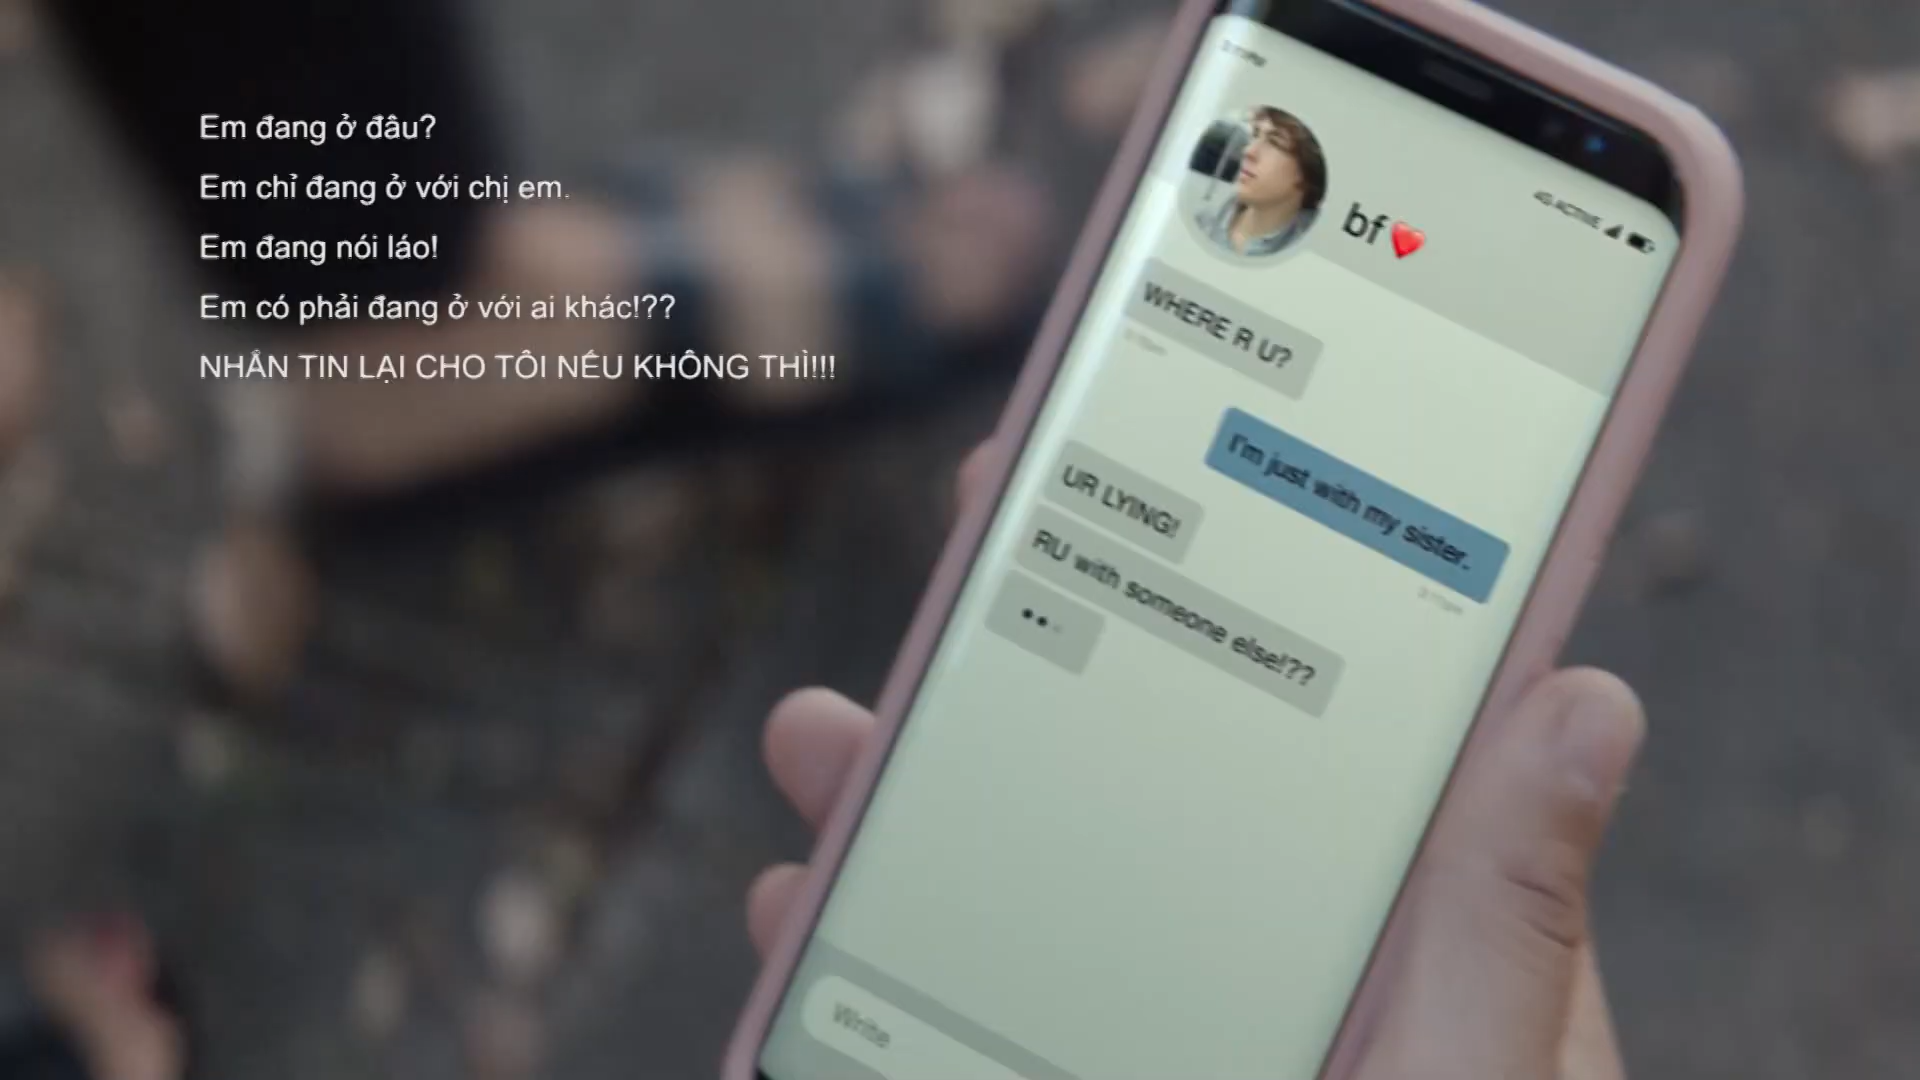 Em đang ở đâu?
Em chỉ đang ở với chị em.
Em đang nói láo!
Em có phải đang ở với ai khác!??
NHẮN TIN LẠI CHO TÔI NẾU KHÔNG THÌ!!!
4G ACTIVE
bf
WHERE R U?
I'm just with my sister.
UR LYING!
RU with someone else!??
Write